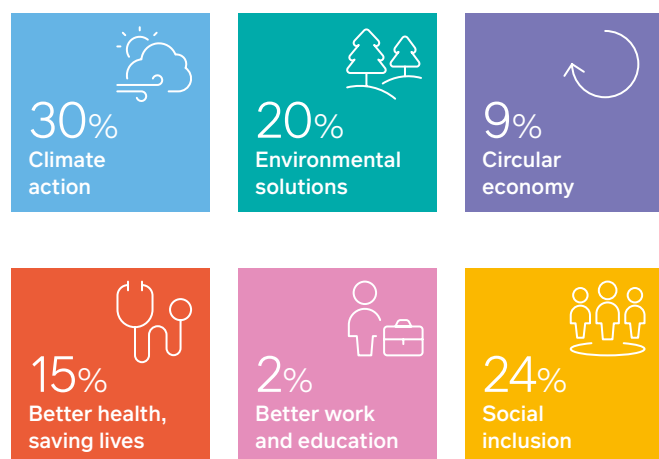 30%
Climate
action
20%
Environmental
solutions
9%
Circular
economy
15%
Better health,
saving lives
2%
Better work
and education
24%
Social
inclusion